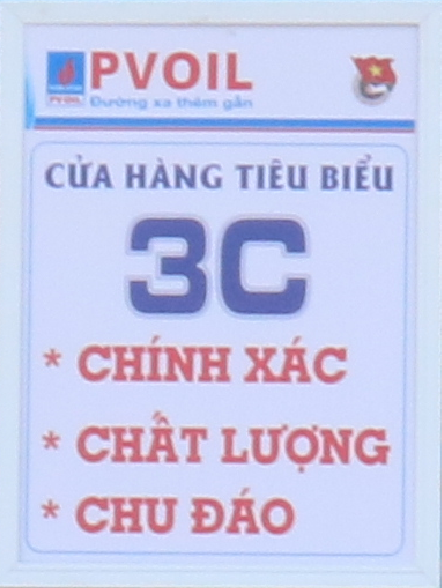 PVOIL
PVOIL
Đường xa thêm gần
CỬA HÀNG TIÊU BIỂU
3C
* CHÍNH XÁC
* CHẤT LƯỢNG
* CHU ĐÁO